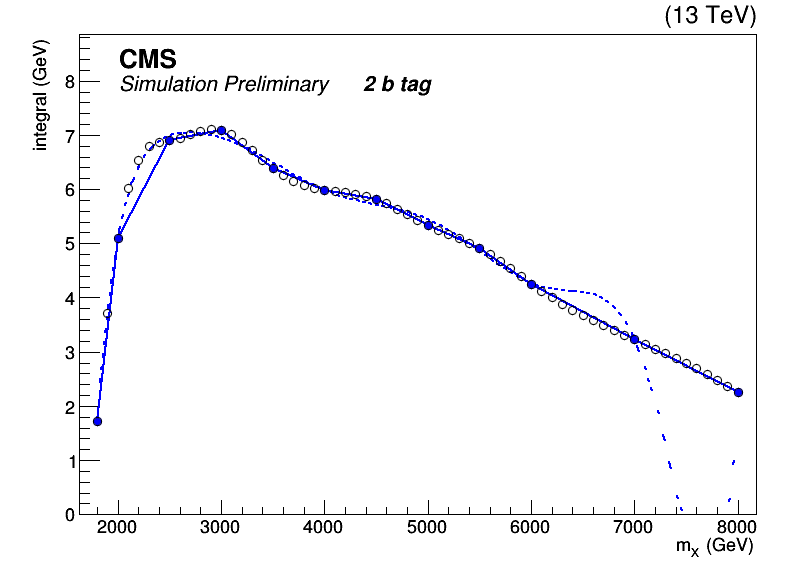 (13 TeV)
CMS
Simulation Preliminary 2 b tag
integral (GeV)
8
7
6
5
4
3
2
1
0
2000 3000 4000 5000 6000 7000 8000
m_X (GeV)